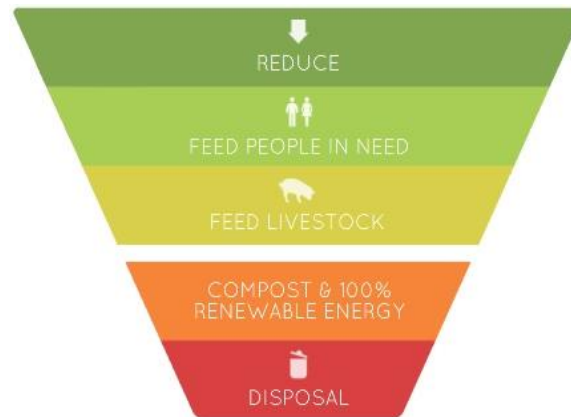 REDUCE
FEED PEOPLE IN NEED
FEED LIVESTOCK
COMPOST & 100%
RENEWABLE ENERGY
DISPOSAL